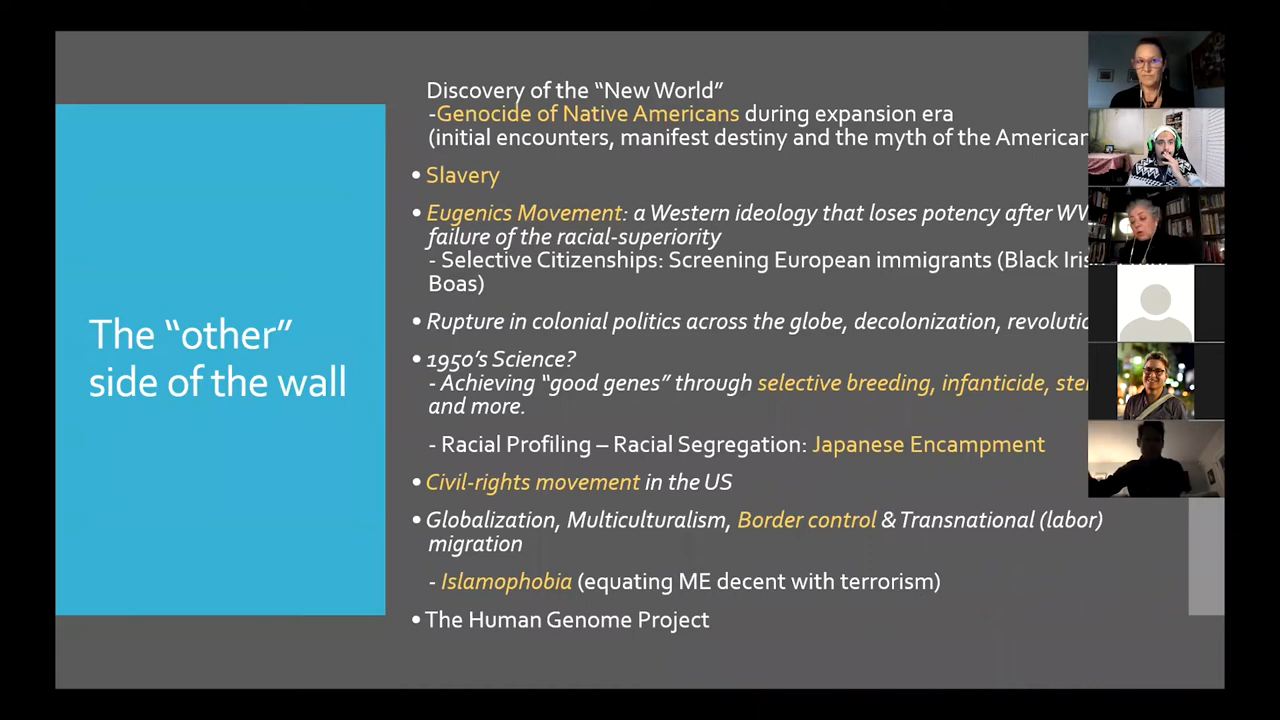 The “other”
side of the wall
Discovery of the “New World”
-Genocide of Native Americans during expansion era
(initial encounters, manifest destiny and the myth of the American
• Slavery
• Eugenics Movement: a Western ideology that loses potency after
failure of the racial-superiority
- Selective Citizenships: Screening European immigrants (Black
Boas)
• Rupture in colonial politics across the globe, decolonization,
• 1950’s Science?
- Achieving “good genes” through selective breeding, infanticide,
and more.
- Racial Profiling – Racial Segregation: Japanese Encampment
• Civil-rights movement in the US
• Globalization, Multiculturalism, Border control & Transnational (labor)
migration
- Islamophobia (equating ME decent with terrorism)
• The Human Genome Project